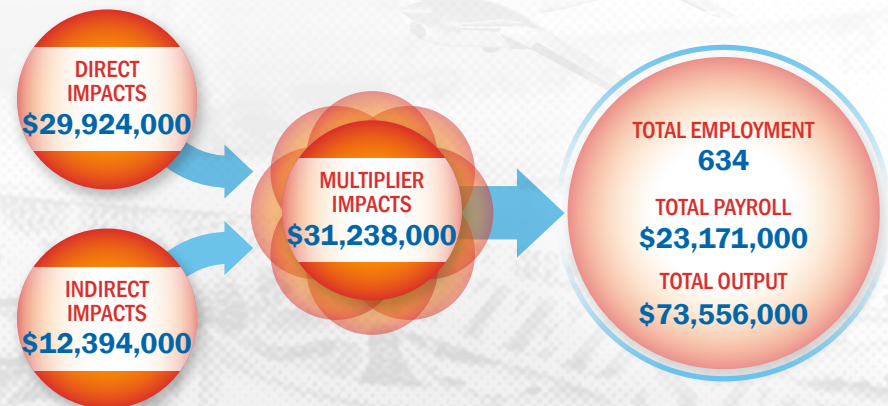 DIRECT
IMPACTS
$29,924,000
INDIRECT
IMPACTS
$12,394,000
MULTIPLIER
IMPACTS
$31,238,000
TOTAL EMPLOYMENT
634
TOTAL PAYROLL
$23,171,000
TOTAL OUTPUT
$73,556,000